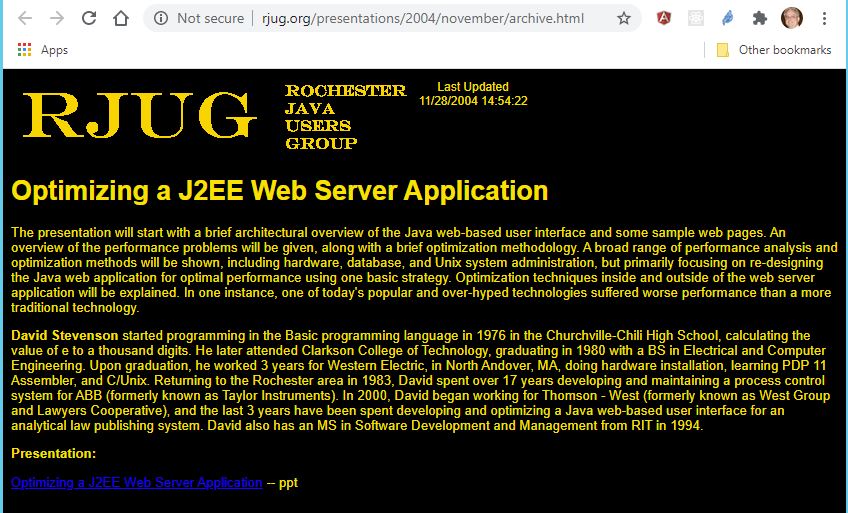 Not secure | rjug.org/presentations/2004/november/archive.html
Apps
Other bookmarks
RJUG
ROCHESTER
JAVA
USERS
GROUP
Last Updated
11/28/2004 14:54:22
Optimizing a J2EE Web Server Application
The presentation will start with a brief architectural overview of the Java web-based user interface and some sample web pages. An
overview of the performance problems will be given, along with a brief optimization methodology. A broad range of performance analysis and
optimization methods will be shown, including hardware, database, and Unix system administration, but primarily focusing on re-designing
the Java web application for optimal performance using one basic strategy. Optimization techniques inside and outside of the web server
application will be explained. In one instance, one of today's popular and over-hyped technologies suffered worse performance than a more
traditional technology.
David Stevenson started programming in the Basic programming language in 1976 in the Churchville-Chili High School, calculating the
value of e to a thousand digits. He later attended Clarkson College of Technology, graduating in 1980 with a BS in Electrical and Computer
Engineering. Upon graduation, he worked 3 years for Western Electric, in North Andover, MA, doing hardware installation, learning PDP 11
Assembler, and C/Unix. Returning to the Rochester area in 1983, David spent over 17 years developing and maintaining a process control
system for ABB (formerly known as Taylor Instruments). In 2000, David began working for Thomson - West (formerly known as West Group
and Lawyers Cooperative), and the last 3 years have been spent developing and optimizing a Java web-based user interface for an
analytical law publishing system. David also has an MS in Software Development and Management from RIT in 1994.
Presentation:
Optimizing a J2EE Web Server Application -- ppt